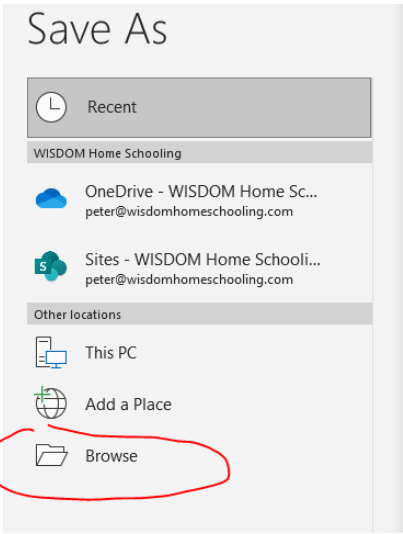 Save As
Recent
WISDOM Home Schooling
OneDrive - WISDOM Home Sc...
peter@wisdomhomeschooling.com
Sites - WISDOM Home Schooli...
peter@wisdomhomeschooling.com
Other locations
This PC
Add a Place
Browse